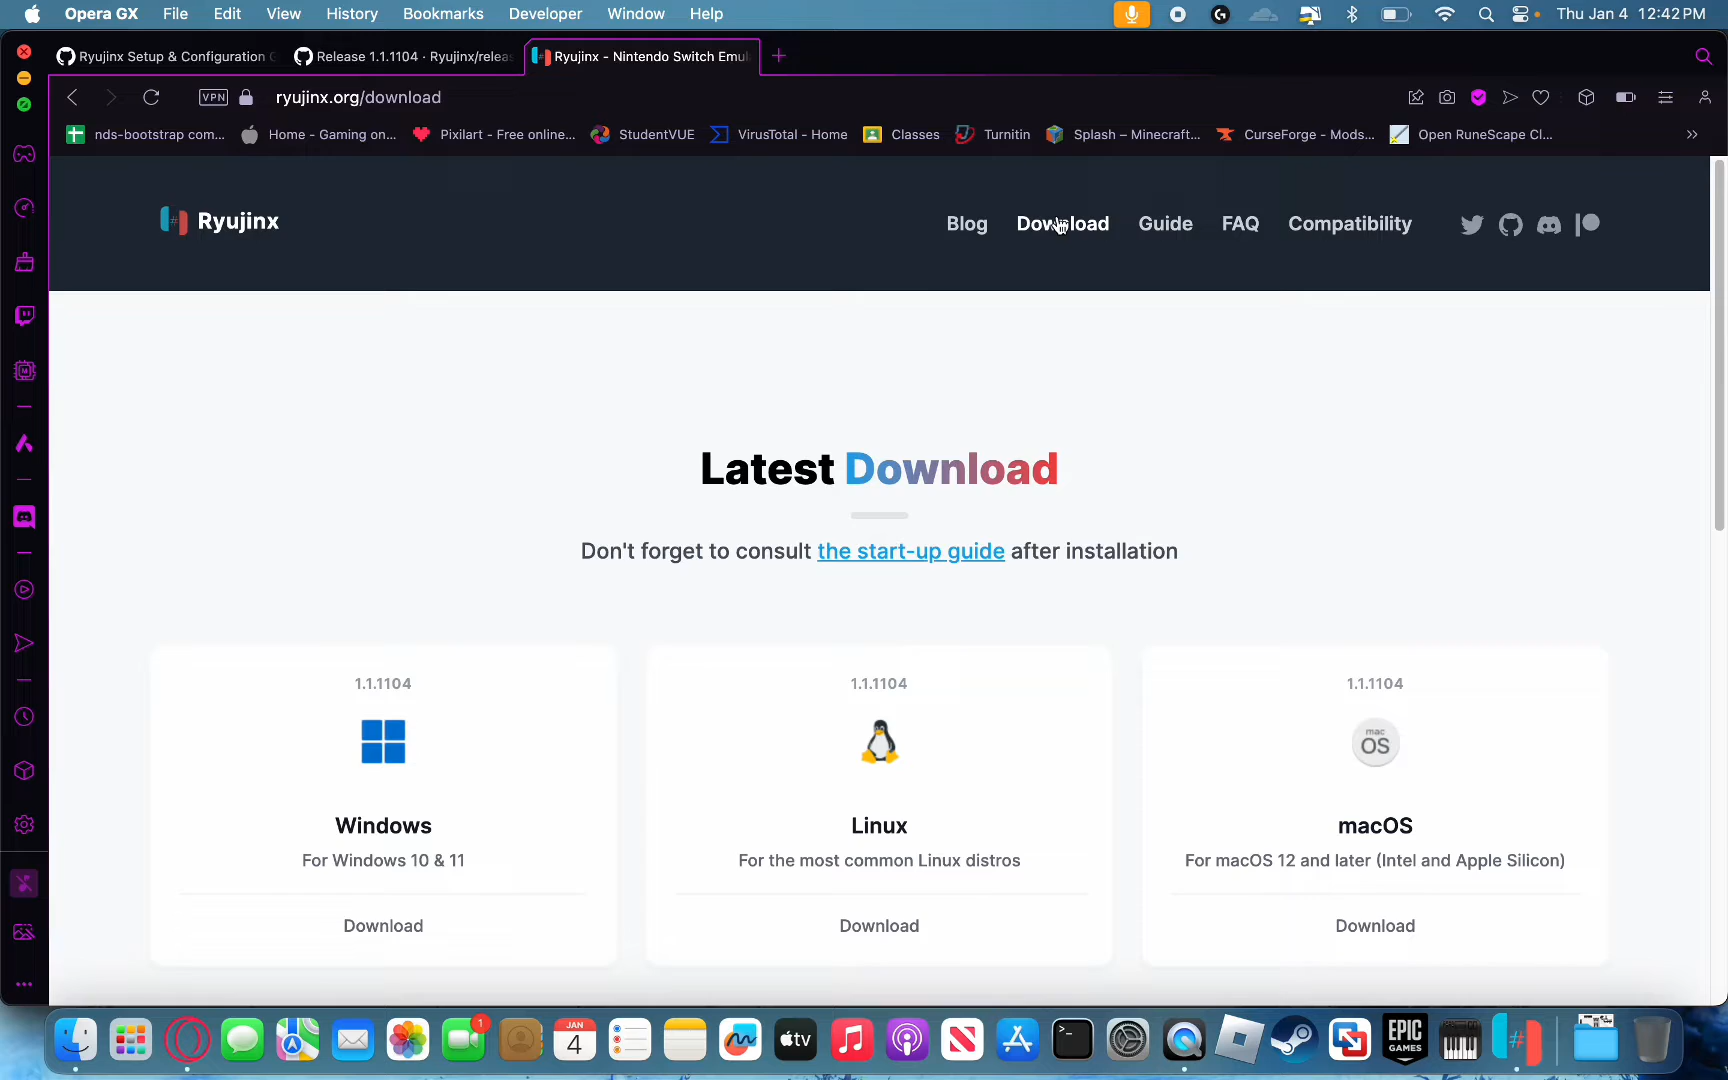 Opera GX File Edit View History Bookmarks Developer Window Help
Thu Jan 4 12:42 PM
Ryujinx Setup & Configuration G
Release 1.1.1104 · Ryujinx/releas
Ryujinx - Nintendo Switch Emul
VPN
ryujinx.org/download
nds-bootstrap com... Home - Gaming on... Pixilart - Free online... StudentVUE VirusTotal - Home Classes Turnitin Splash – Minecraft... CurseForge - Mods... Open RuneScape Cl...
Ryujinx
Blog Download Guide FAQ Compatibility
Latest Download
Don't forget to consult the start-up guide after installation
1.1.1104
Windows
For Windows 10 & 11
Download
1.1.1104
Linux
For the most common Linux distros
Download
1.1.1104
mac
OS
macOS
For macOS 12 and later (Intel and Apple Silicon)
Download
1
JAN
4
tv
EPIC
GAMES